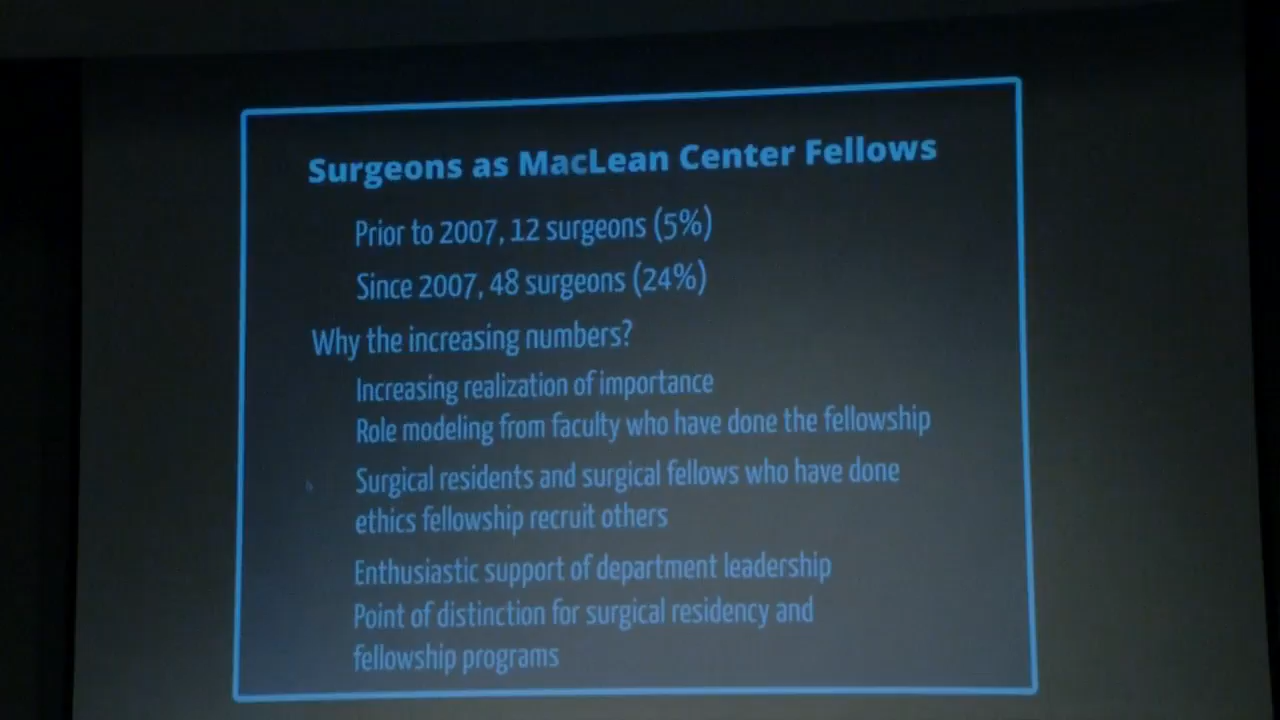 Surgeons as MacLean Center Fellows
Prior to 2007, 12 surgeons (5%)
Since 2007, 48 surgeons (24%)
Why the increasing numbers?
Increasing realization of importance
Role modeling from faculty who have done the fellowship
Surgical residents and surgical fellows who have done
ethics fellowship recruit others
Enthusiastic support of department leadership
Point of distinction for surgical residency and
fellowship programs